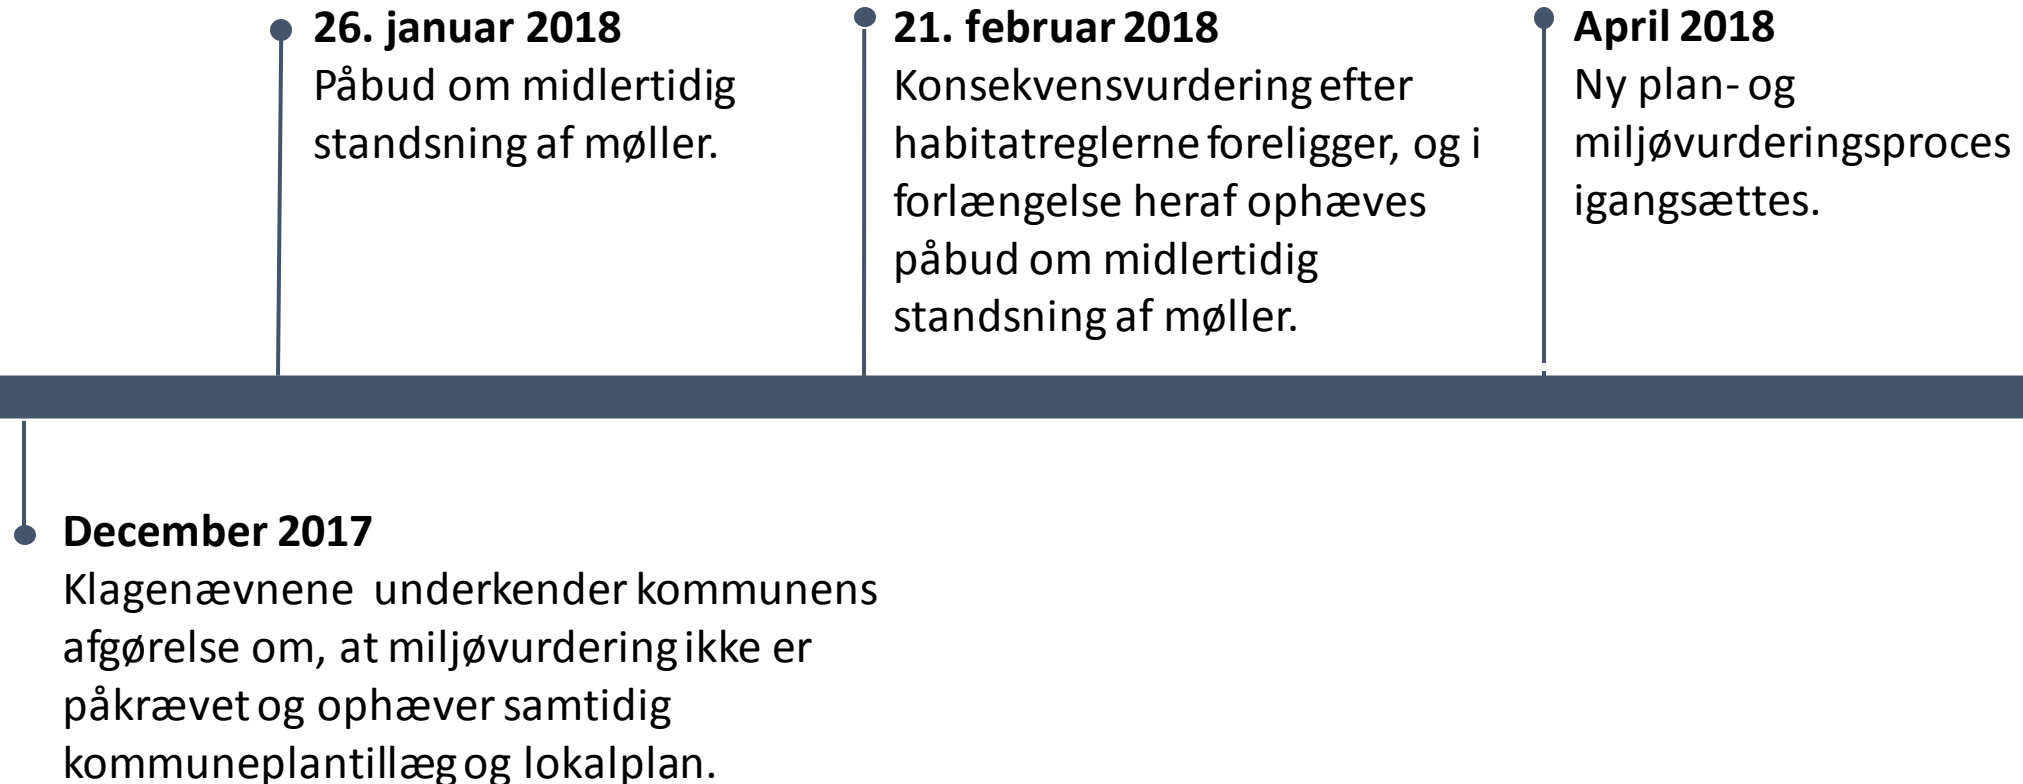 26. januar 2018
Påbud om midlertidig
standsning af møller.
21. februar 2018
Konsekvensvurdering efter
habitatreglerne foreligger, og i
forlængelse heraf ophæves
påbud om midlertidig
standsning af møller.
April 2018
Ny plan- og
miljøvurderingsproces
igangsættes.
December 2017
Klagenævnene underkender kommunens
afgørelse om, at miljøvurdering ikke er
påkrævet og ophæver samtidig
kommuneplantillæg og lokalplan.